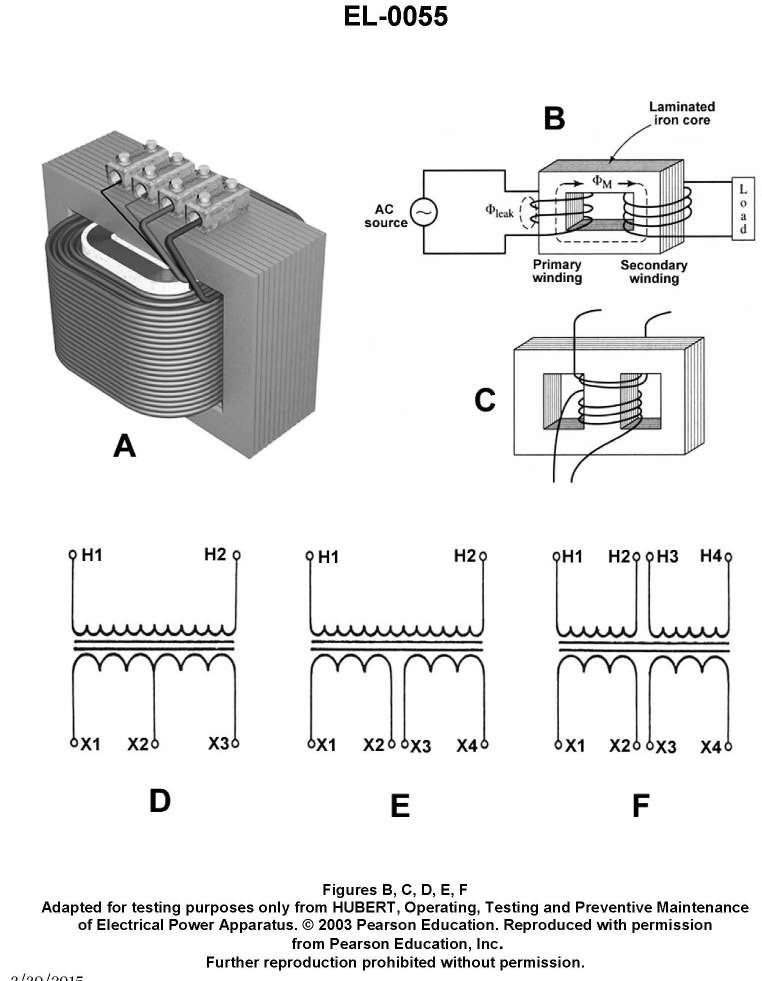 EL-0055
B
Laminated
iron core
ΦM
Φleak
AC
source
Load
Primary
winding
Secondary
winding
C
A
H1 H2
H1 H2
H1 H2 H3 H4
X1 X2 X3
X1 X2 X3 X4
X1 X2 X3 X4
D
E
F
Figures B, C, D, E, F
Adapted for testing purposes only from HUBERT, Operating, Testing and Preventive Maintenance
of Electrical Power Apparatus. © 2003 Pearson Education. Reproduced with permission
from Pearson Education, Inc.
Further reproduction prohibited without permission.
3/30/2015